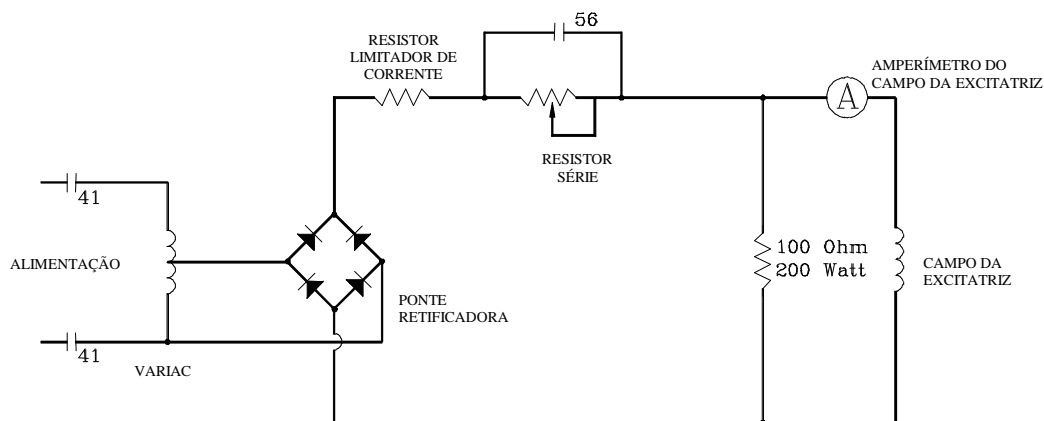 56
RESISTOR
LIMITADOR DE
CORRENTE
AMPERÍMETRO DO
CAMPO DA EXCITATRIZ
A
RESISTOR
SÉRIE
41
ALIMENTAÇÃO
100 Ohm
200 Watt
CAMPO DA
EXCITATRIZ
PONTE
RETIFICADORA
41
VARIAC